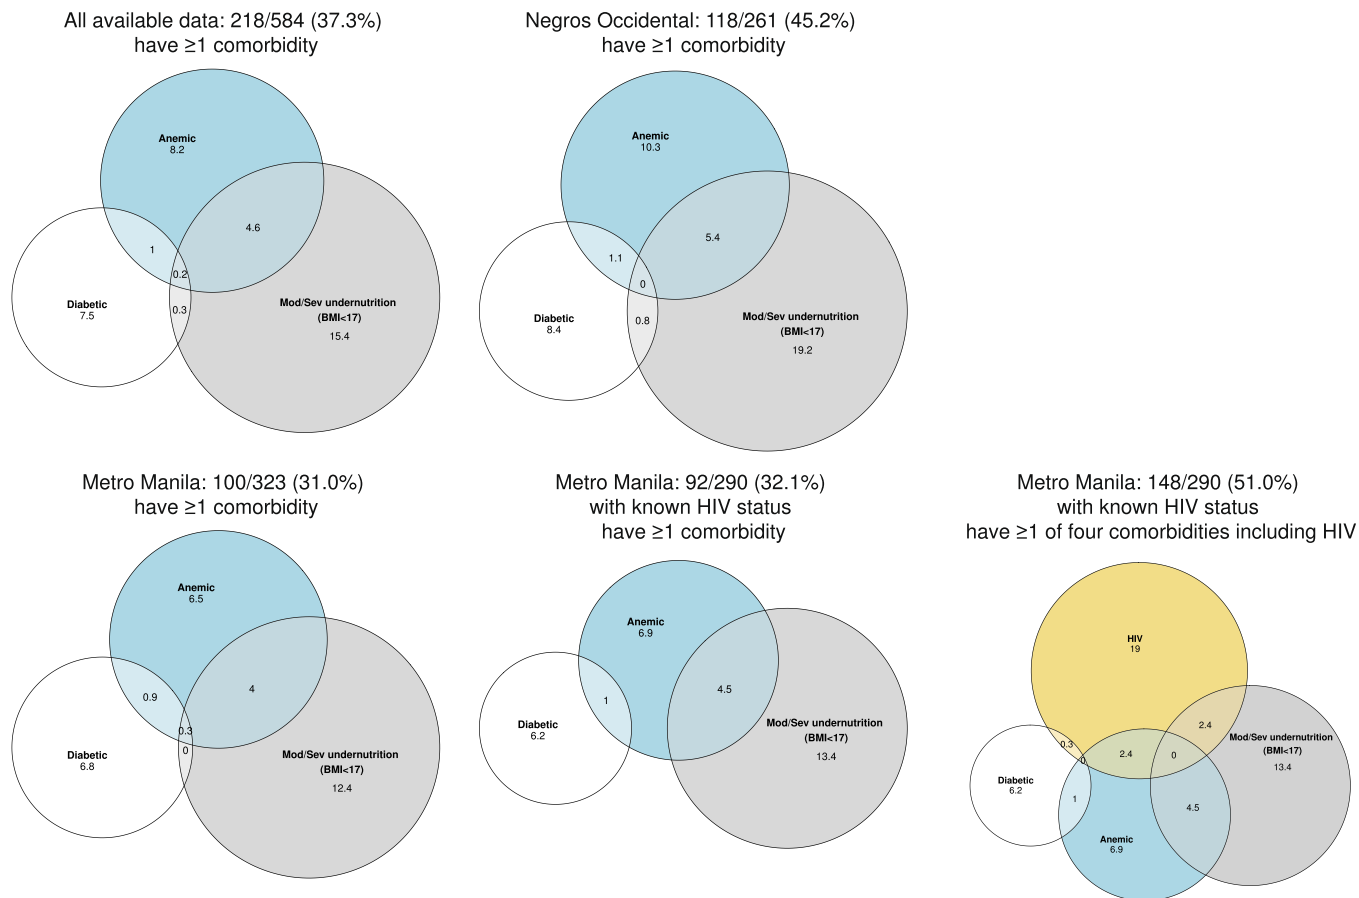 All available data: 218/584 (37.3%)
have ≥1 comorbidity
Anemic
8.2
4.6
1
0.2
Diabetic
7.5
0.3
Mod/Sev undernutrition
(BMI<17)
15.4
Negros Occidental: 118/261 (45.2%)
have ≥1 comorbidity
Anemic
10.3
5.4
1.1
0
Diabetic
8.4
0.8
Mod/Sev undernutrition
(BMI<17)
19.2
Metro Manila: 100/323 (31.0%)
have ≥1 comorbidity
Anemic
6.5
4
0.9
0.3
0
Diabetic
6.8
Mod/Sev undernutrition
(BMI<17)
12.4
Metro Manila: 92/290 (32.1%)
with known HIV status
have ≥1 comorbidity
Anemic
6.9
4.5
1
Diabetic
6.2
Mod/Sev undernutrition
(BMI<17)
13.4
Metro Manila: 148/290 (51.0%)
with known HIV status
have ≥1 of four comorbidities including HIV
HIV
19
2.4
0.3
0
2.4
0
Mod/Sev undernutrition
(BMI<17)
13.4
Diabetic
6.2
1
4.5
Anemic
6.9